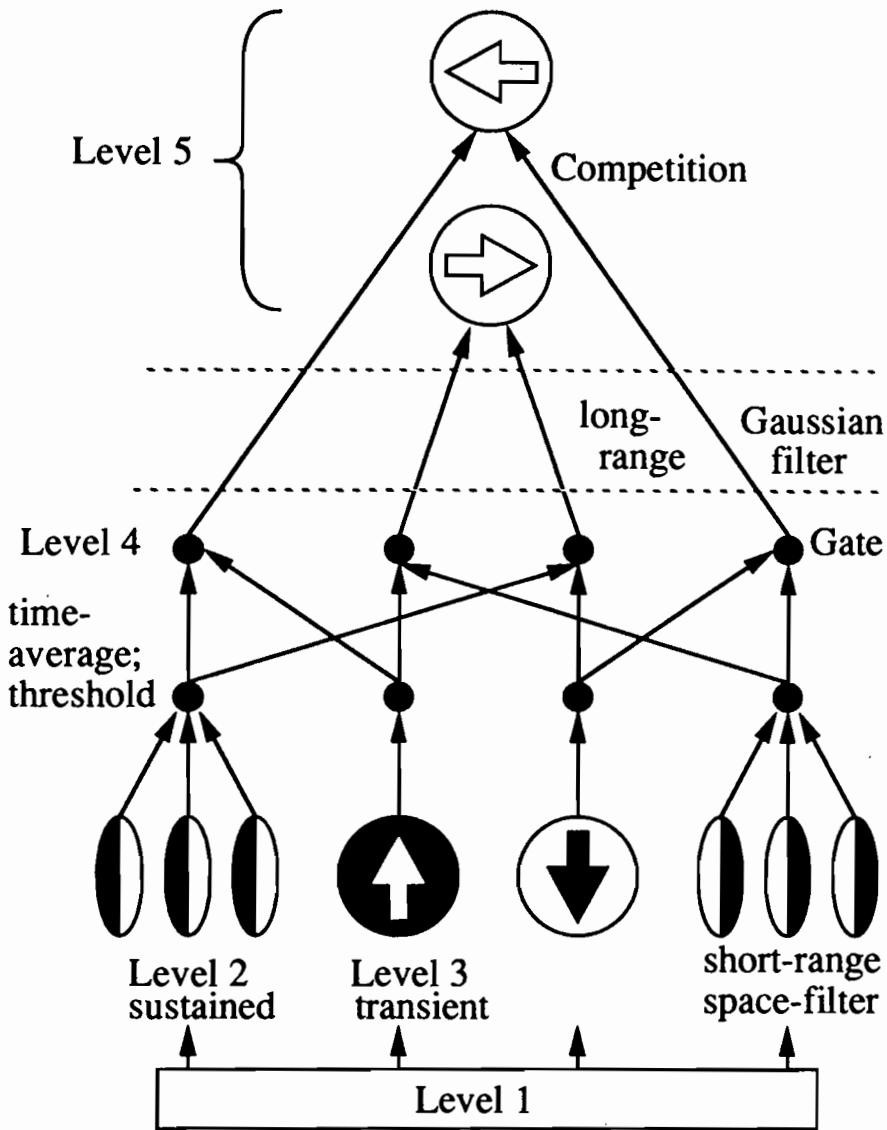 Level 5
Competition
long-
range
Gaussian
filter
Level 4
Gate
time-
average;
threshold
Level 2
sustained
Level 3
transient
short-range
space-filter
Level 1